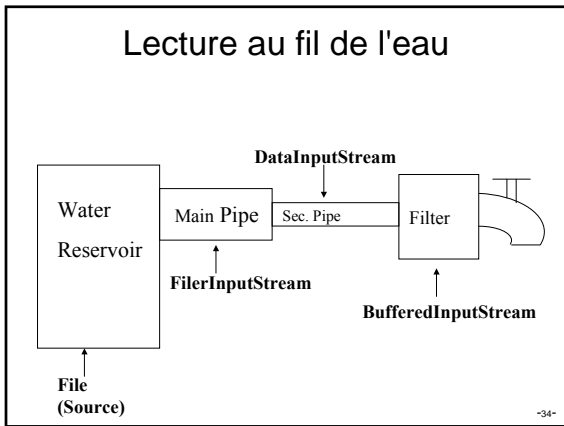 Lecture au fil de l'eau
DataInputStream
Water
Reservoir
Main Pipe
Sec. Pipe
Filter
FilerInputStream
BufferedInputStream
File
(Source)
-34-